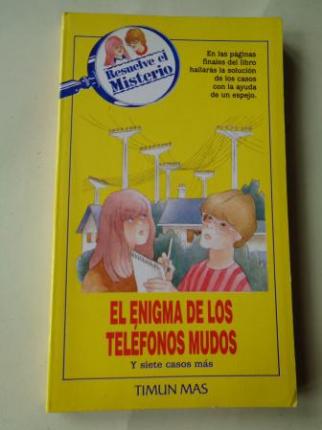 Resuelve el
Misterio
En las páginas
finales del libro
hallarás la solución
de los casos
con la ayuda
de un espejo.
EL ENIGMA DE LOS
TELÉFONOS MUDOS
Y siete casos más
TIMUN MAS